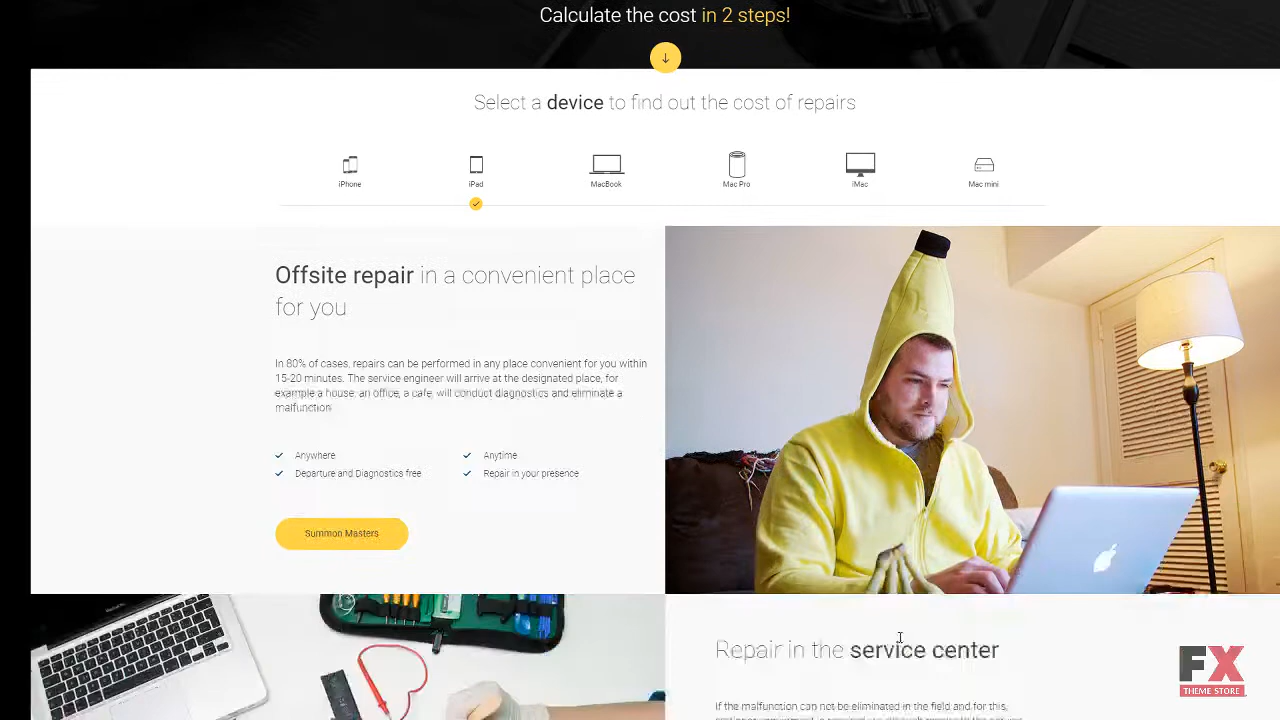 Calculate the cost in 2 steps!
Select a device to find out the cost of repairs
iPhone
iPad
MacBook
Mac Pro
iMac
Mac mini
Offsite repair in a convenient place
for you
In 80% of cases, repairs can be performed in any place convenient for you within
15-20 minutes. The service engineer will arrive at the designated place, for
example a house: an office, a cafe, will conduct diagnostics and eliminate a
malfunction
Anywhere
Anytime
Departure and Diagnostics free
Repair in your presence
Summon Masters
Repair in the service center
If the malfunction can not be eliminated in the field and for this,
FX
THEME STORE